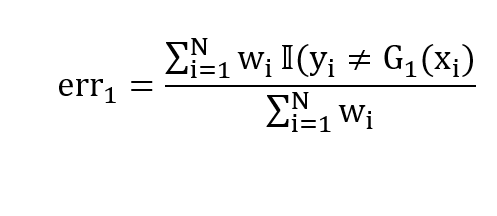 err₁ = ∑ᵢ₌₁ᴺ wᵢ 𝕀(yᵢ ≠ G₁(xᵢ) / ∑ᵢ₌₁ᴺ wᵢ